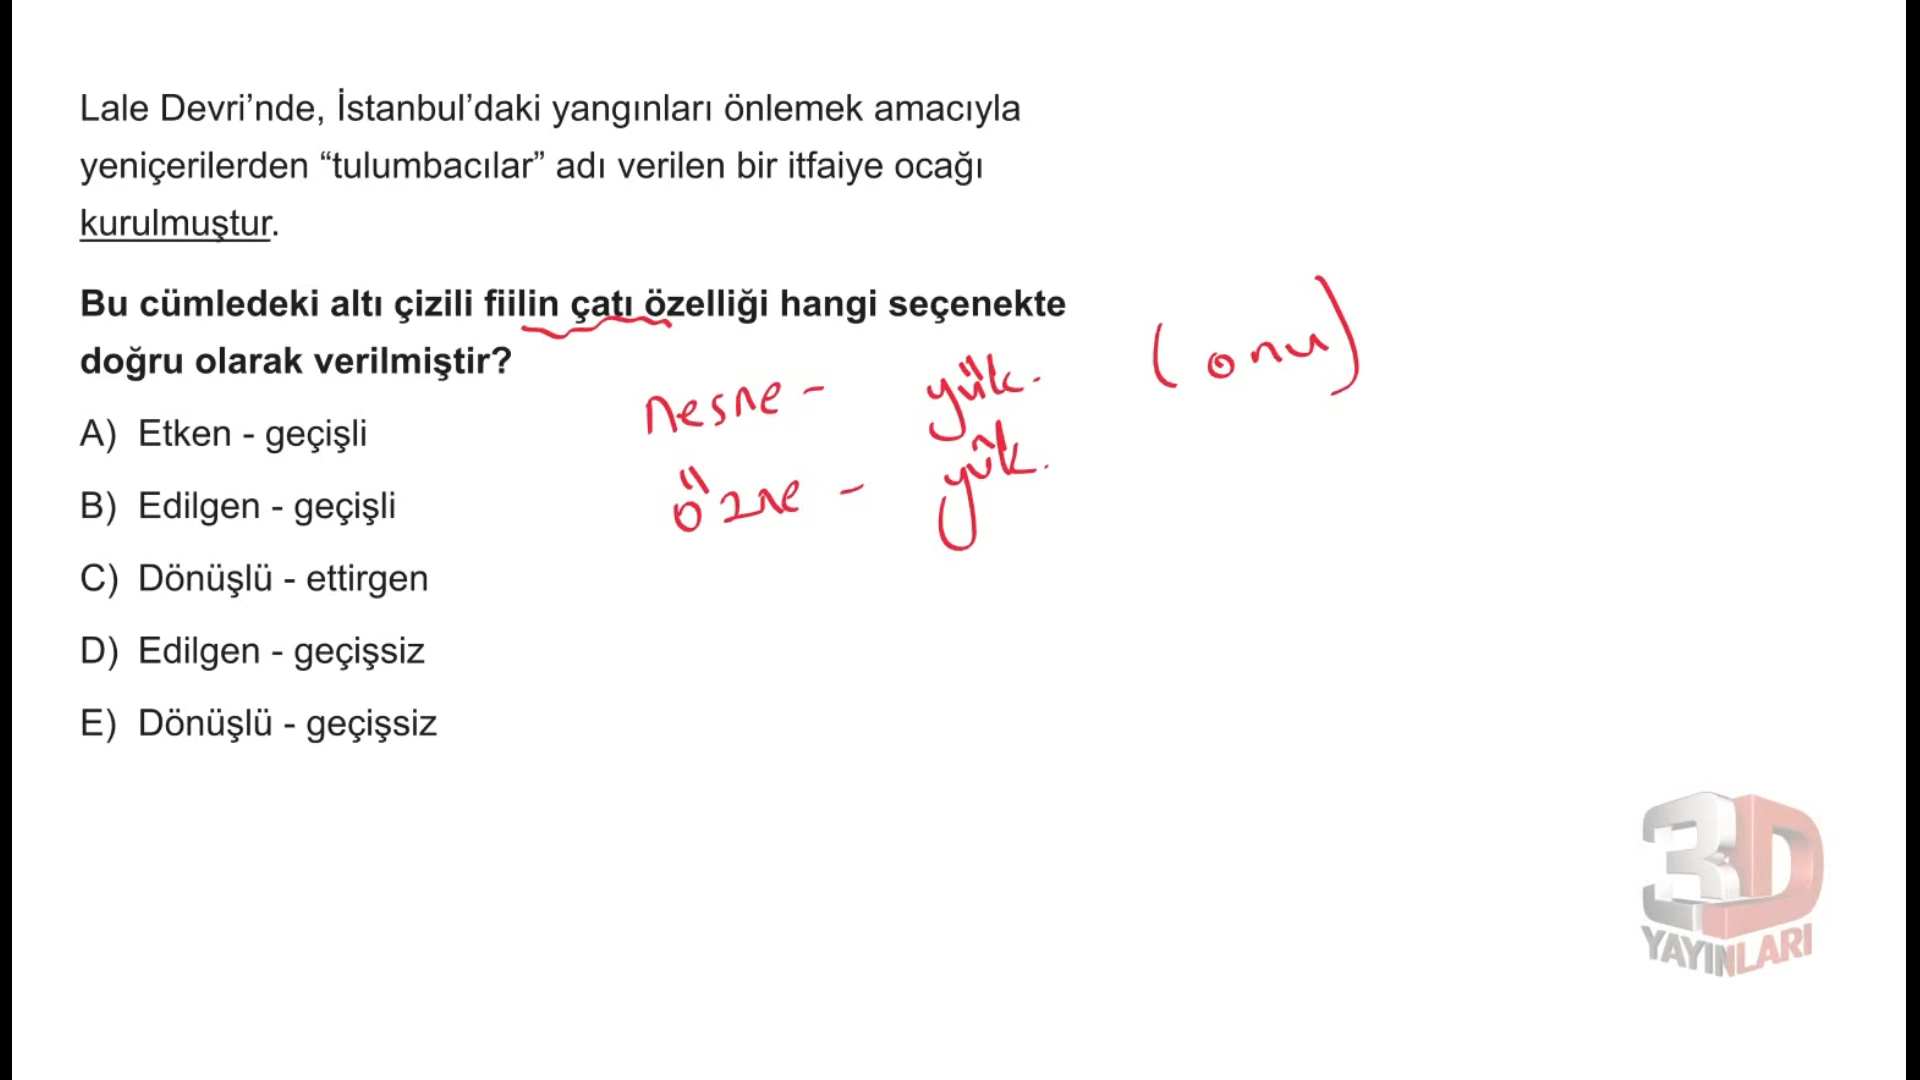 Lale Devri’nde, İstanbul’daki yangınları önlemek amacıyla
yeniçerilerden “tulumbacılar” adı verilen bir itfaiye ocağı
kurulmuştur.
Bu cümledeki altı çizili fiilin çatı özelliği hangi seçenekte
doğru olarak verilmiştir?
(onu)
nesne - yük.
özne - yük.
A) Etken - geçişli
B) Edilgen - geçişli
C) Dönüşlü - ettirgen
D) Edilgen - geçişsiz
E) Dönüşlü - geçişsiz
3D
YAYINLARI